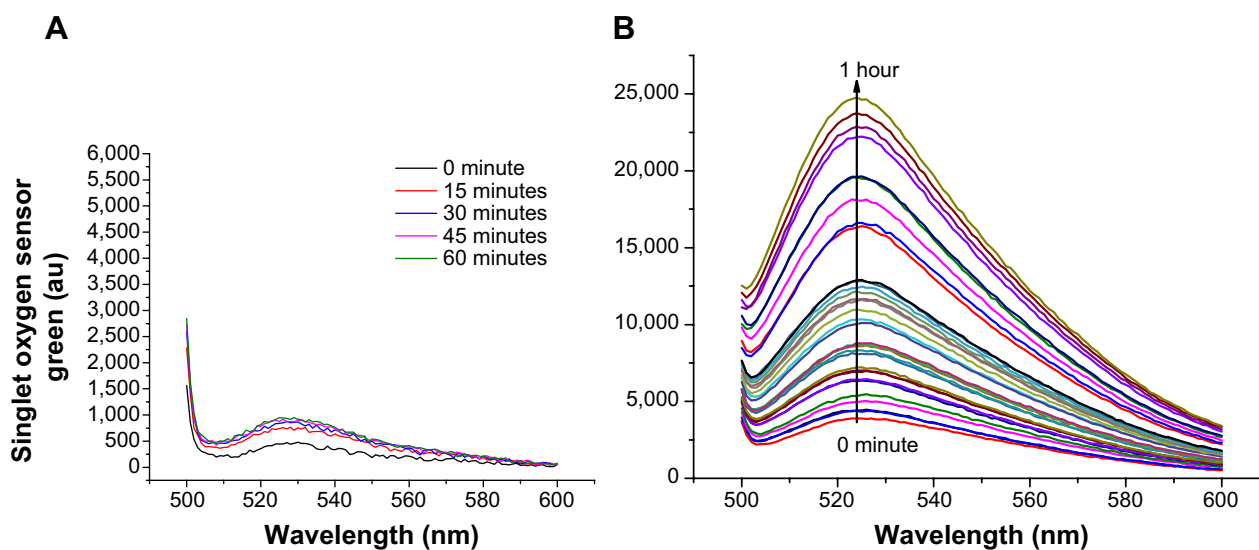 A
Singlet oxygen sensor
green (au)
6,000
5,500
5,000
4,500
4,000
3,500
3,000
2,500
2,000
1,500
1,000
500
0
0 minute
15 minutes
30 minutes
45 minutes
60 minutes
500 520 540 560 580 600
Wavelength (nm)
B
25,000
20,000
15,000
10,000
5,000
0
1 hour
0 minute
500 520 540 560 580 600
Wavelength (nm)